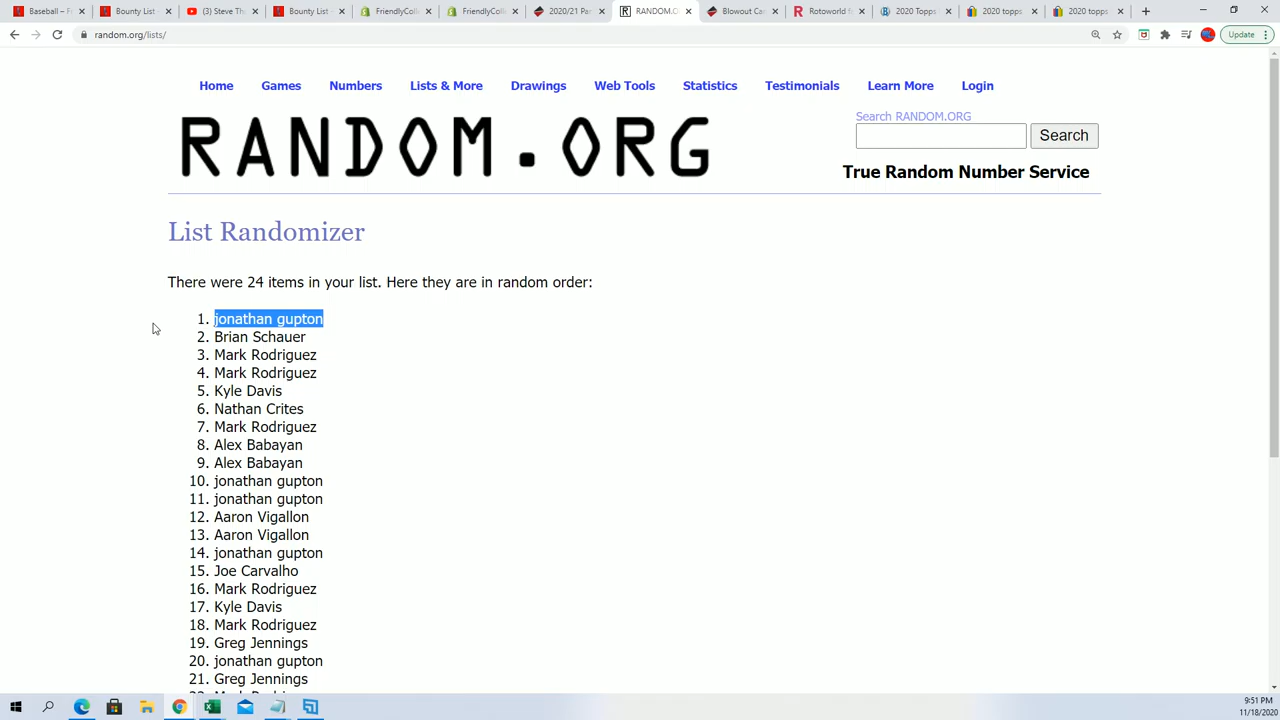 Baseball – F
Bounty List –
(3) Steve Th
Bounty List –
FriendlyColl
FriendlyColl
2020/21 Pan
RANDOM.O
Blowout Car
Rotoworld f
2020 Topps
2020 topps
2020 topps
random.org/lists/
Update
Home
Games
Numbers
Lists & More
Drawings
Web Tools
Statistics
Testimonials
Learn More
Login
RANDOM.ORG
Search RANDOM.ORG
Search
True Random Number Service
List Randomizer
There were 24 items in your list. Here they are in random order:
1. jonathan gupton
2. Brian Schauer
3. Mark Rodriguez
4. Mark Rodriguez
5. Kyle Davis
6. Nathan Crites
7. Mark Rodriguez
8. Alex Babayan
9. Alex Babayan
10. jonathan gupton
11. jonathan gupton
12. Aaron Vigallon
13. Aaron Vigallon
14. jonathan gupton
15. Joe Carvalho
16. Mark Rodriguez
17. Kyle Davis
18. Mark Rodriguez
19. Greg Jennings
20. jonathan gupton
21. Greg Jennings
9:51 PM
11/18/2020